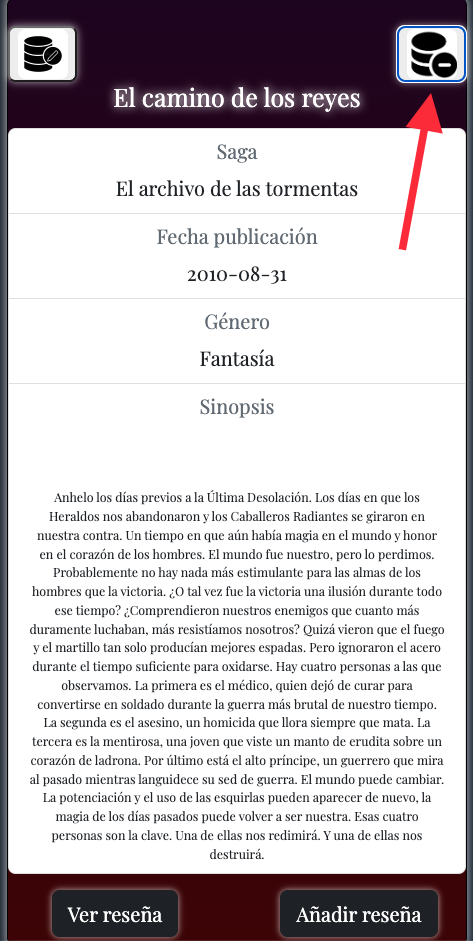 El camino de los reyes
Saga
El archivo de las tormentas
Fecha publicación
2010-08-31
Género
Fantasía
Sinopsis
Anhelo los días previos a la Última Desolación. Los días en que los
Heraldos nos abandonaron y los Caballeros Radiantes se giraron en
nuestra contra. Un tiempo en que aún había magia en el mundo y honor
en el corazón de los hombres. El mundo fue nuestro, pero lo perdimos.
Probablemente no hay nada más estimulante para las almas de los
hombres que la victoria. ¿O tal vez fue la victoria una ilusión durante todo
ese tiempo? ¿Comprendieron nuestros enemigos que cuanto más
duramente luchaban, más resistíamos nosotros? Quizá vieron que el fuego
y el martillo tan solo producían mejores espadas. Pero ignoraron el acero
durante el tiempo suficiente para oxidarse. Hay cuatro personas a las que
observamos. La primera es el médico, quien dejó de curar para
convertirse en soldado durante la guerra más brutal de nuestro tiempo.
La segunda es el asesino, un homicida que llora siempre que mata. La
tercera es la mentirosa, una joven que viste un manto de erudita sobre un
corazón de ladrona. Por último está el alto príncipe, un guerrero que mira
al pasado mientras languidece su sed de guerra. El mundo puede cambiar.
La potenciación y el uso de las esquirlas pueden aparecer de nuevo, la
magia de los días pasados puede volver a ser nuestra. Esas cuatro
personas son la clave. Una de ellas nos redimirá. Y una de ellas nos
destruirá.
Ver reseña
Añadir reseña